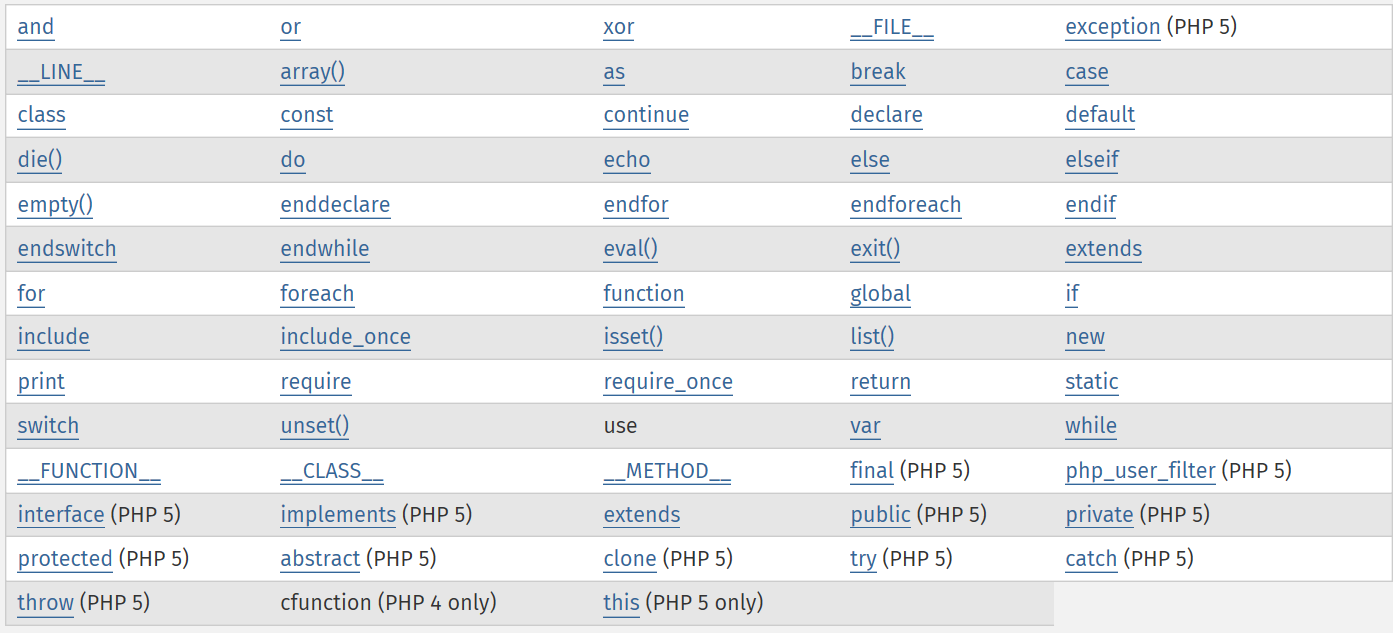 and or xor __FILE__ exception (PHP 5)
__LINE__ array() as break case
class const continue declare default
die() do echo else elseif
empty() enddeclare endfor endforeach endif
endswitch endwhile eval() exit() extends
for foreach function global if
include include_once isset() list() new
print require require_once return static
switch unset() use var while
__FUNCTION__ __CLASS__ __METHOD__ final (PHP 5) php_user_filter (PHP 5)
interface (PHP 5) implements (PHP 5) extends public (PHP 5) private (PHP 5)
protected (PHP 5) abstract (PHP 5) clone (PHP 5) try (PHP 5) catch (PHP 5)
throw (PHP 5) cfunction (PHP 4 only) this (PHP 5 only)